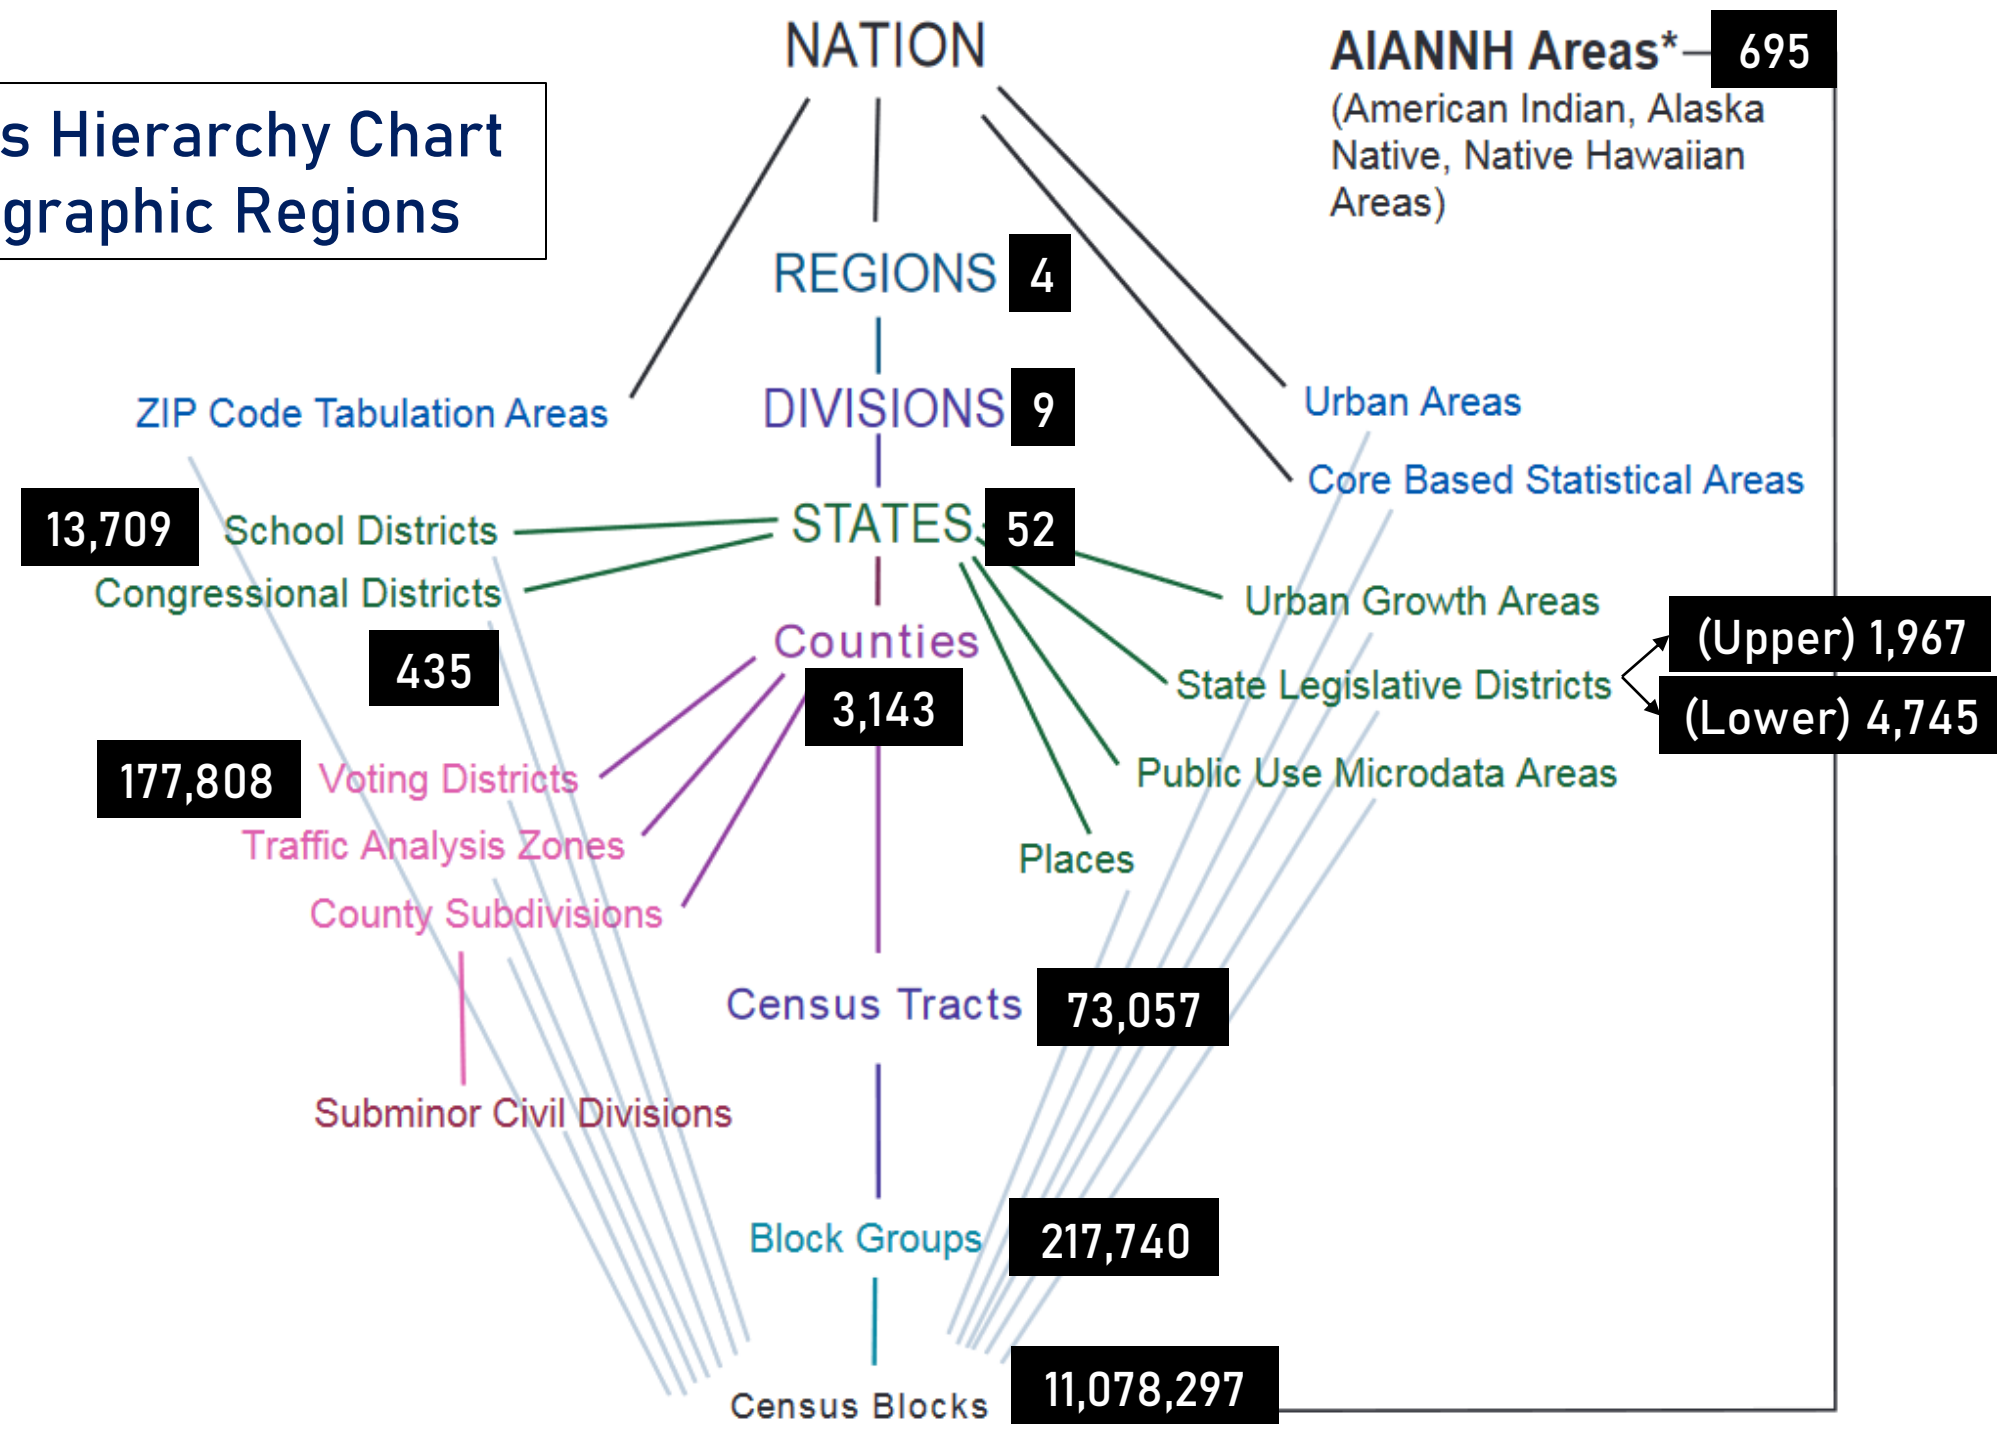 NATION
AIANNH Areas*
695
(American Indian, Alaska
Native, Native Hawaiian
Areas)
s Hierarchy Chart
graphic Regions
REGIONS
4
ZIP Code Tabulation Areas
DIVISIONS
9
Urban Areas
Core Based Statistical Areas
13,709
School Districts
STATES
52
Congressional Districts
435
Urban Growth Areas
Counties
3,143
(Upper) 1,967
State Legislative Districts
(Lower) 4,745
177,808
Voting Districts
Public Use Microdata Areas
Traffic Analysis Zones
Places
County Subdivisions
Census Tracts
73,057
Subminor Civil Divisions
Block Groups
217,740
Census Blocks
11,078,297